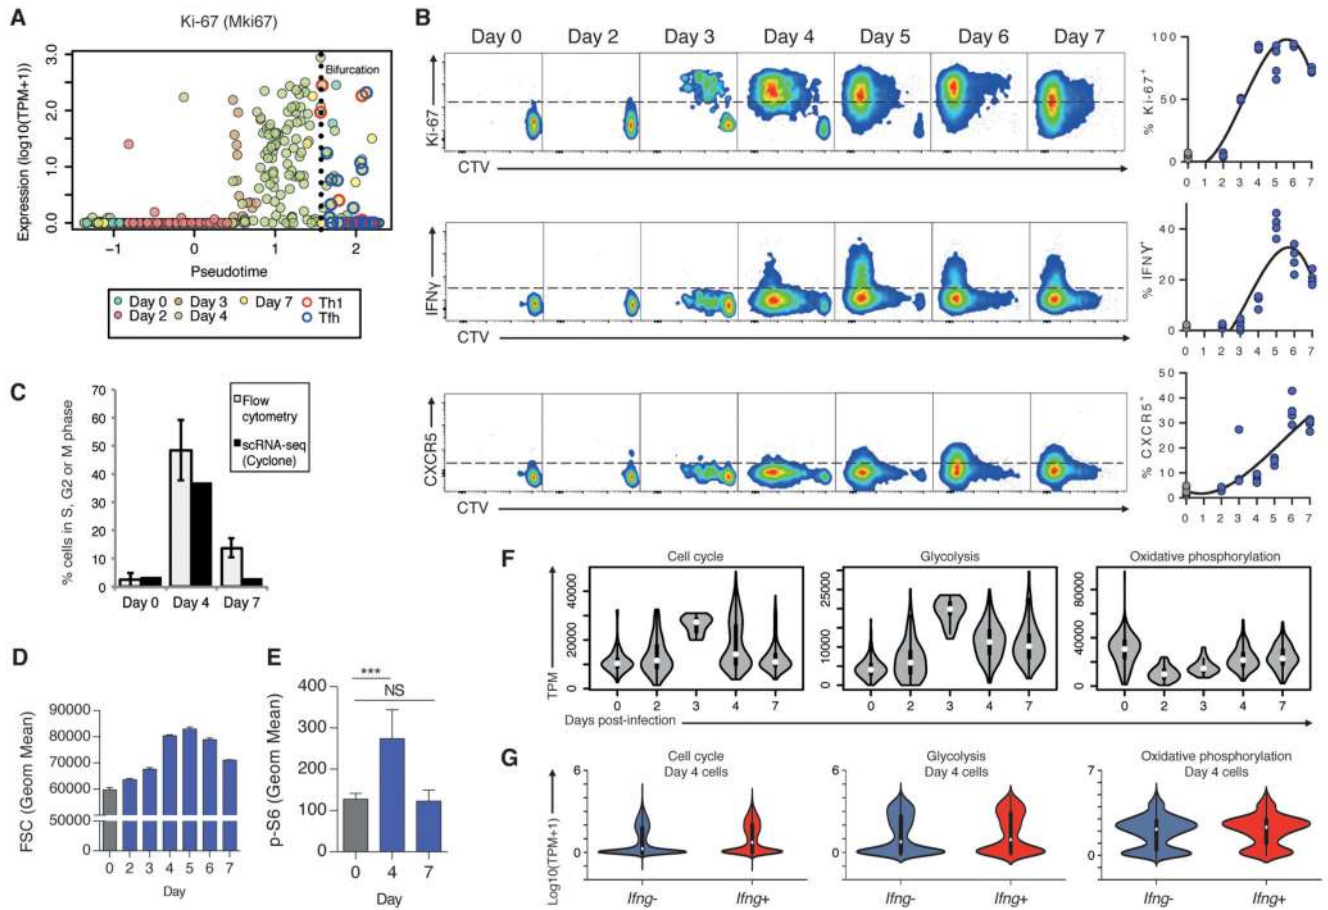 A
Ki-67 (Mki67)
Expression (log10(TPM+1))
3.0
2.0
1.0
0.0
Bifurcation
−1 0 1 2
Pseudotime
Day 0 Day 3 Day 7 Th1
Day 2 Day 4 Tfh
B
Day 0 Day 2 Day 3 Day 4 Day 5 Day 6 Day 7
Ki-67
CTV
% Ki-67+
100
50
0
0 1 2 3 4 5 6 7
IFNγ
CTV
% IFNγ+
40
20
0
0 1 2 3 4 5 6 7
CXCR5
CTV
% CXCR5+
50
40
30
20
10
0
0 1 2 3 4 5 6 7
C
% cells in S, G2 or M phase
70
60
50
40
30
20
10
0
Flow
cytometry
scRNA-seq
(Cyclone)
Day 0 Day 4 Day 7
D
FSC (Geom Mean)
90000
80000
70000
60000
50000
0
0 2 3 4 5 6 7
Day
E
p-S6 (Geom Mean)
400
300
200
100
0
***
NS
0 4 7
Day
F
Cell cycle
TPM
40000
20000
0
0 2 3 4 7
Glycolysis
25000
10000
0
0 2 3 4 7
Oxidative phosphorylation
80000
40000
0
0 2 3 4 7
Days post-infection
G
Cell cycle
Day 4 cells
Log10(TPM+1)
6
0
Ifng- Ifng+
Glycolysis
Day 4 cells
6
0
Ifng- Ifng+
Oxidative phosphorylation
Day 4 cells
7
0
Ifng- Ifng+